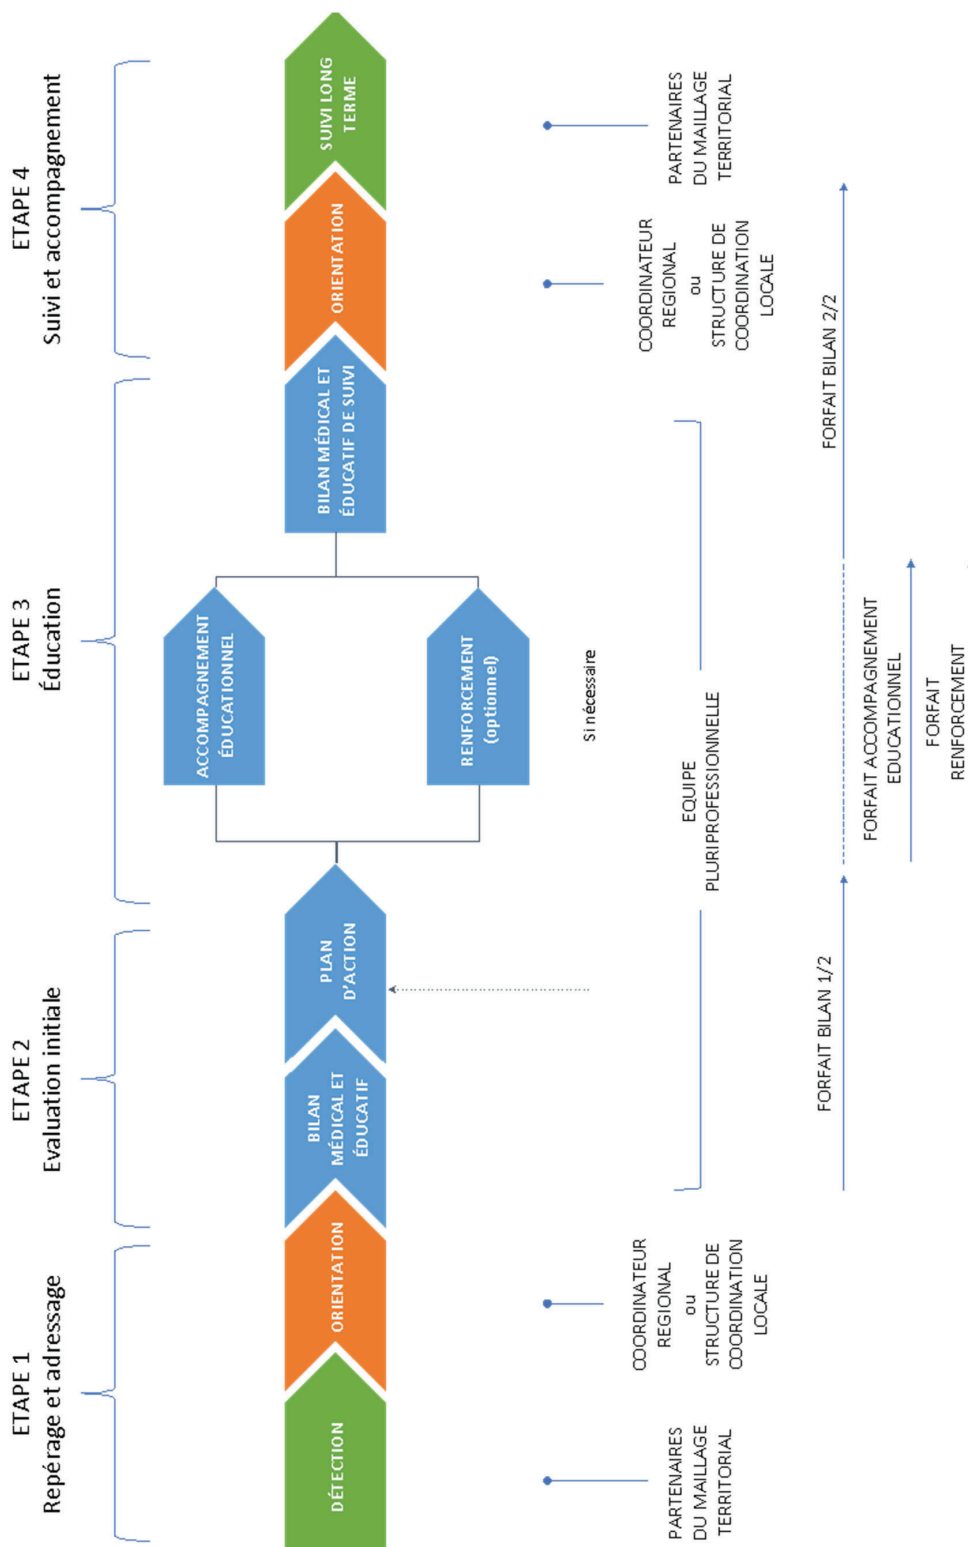 ETAPE 1
Repérage et adressage
ETAPE 2
Evaluation initiale
ETAPE 3
Éducation
ETAPE 4
Suivi et accompagnement
DÉTECTION
ORIENTATION
BILAN
MÉDICAL ET
ÉDUCATIF
PLAN
D'ACTION
ACCOMPAGNEMENT
ÉDUCATIONNEL
RENFORCEMENT
(optionnel)
BILAN MÉDICAL ET
ÉDUCATIF DE SUIVI
ORIENTATION
SUIVI LONG
TERME
Si nécessaire
PARTENAIRES
DU MAILLAGE
TERRITORIAL
COORDINATEUR
REGIONAL
ou
STRUCTURE DE
COORDINATION
LOCALE
EQUIPE
PLURIPROFESSIONNELLE
COORDINATEUR
REGIONAL
ou
STRUCTURE DE
COORDINATION
LOCALE
PARTENAIRES
DU MAILLAGE
TERRITORIAL
FORFAIT BILAN 1/2
FORFAIT BILAN 2/2
FORFAIT ACCOMPAGNEMENT
EDUCATIONNEL
FORFAIT
RENFORCEMENT